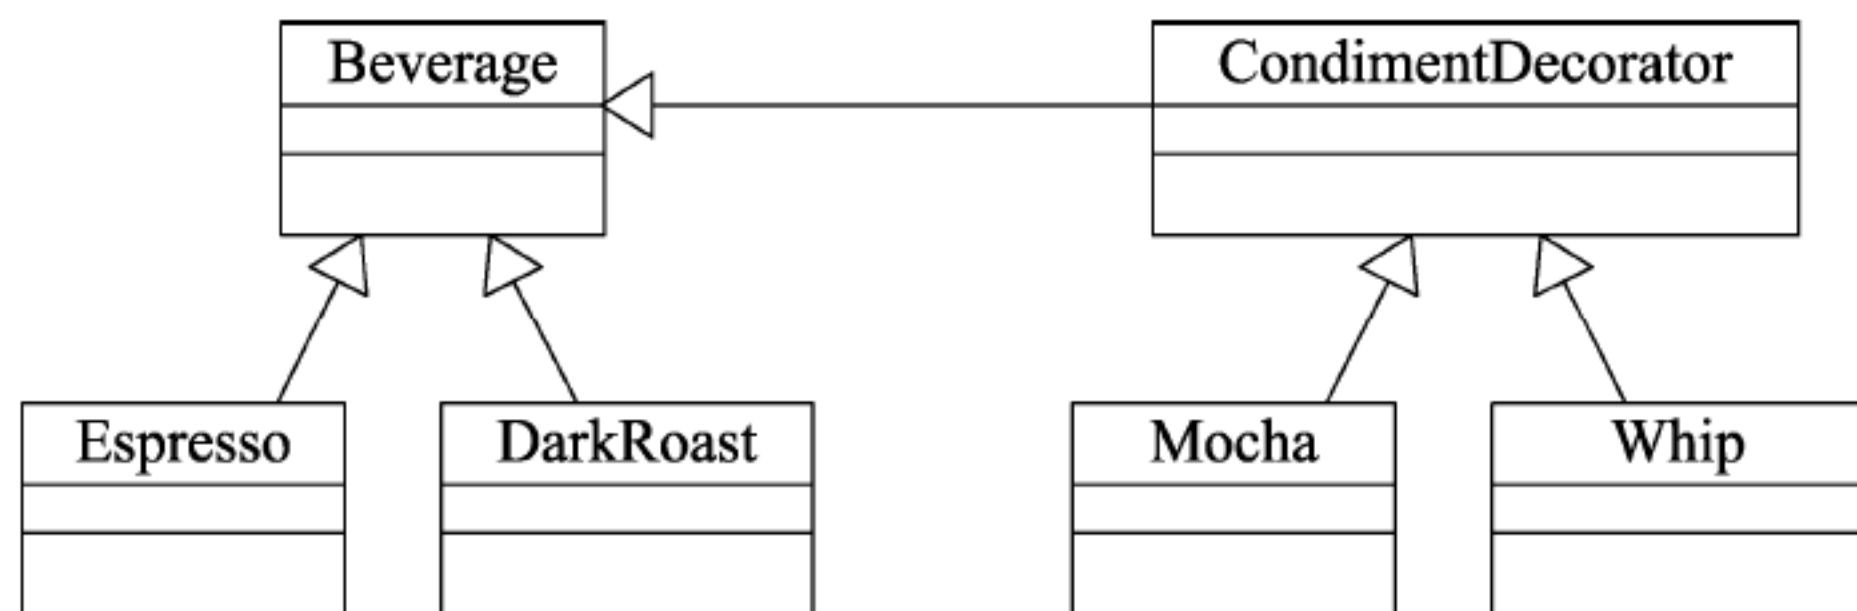 Beverage
CondimentDecorator
Espresso
DarkRoast
Mocha
Whip